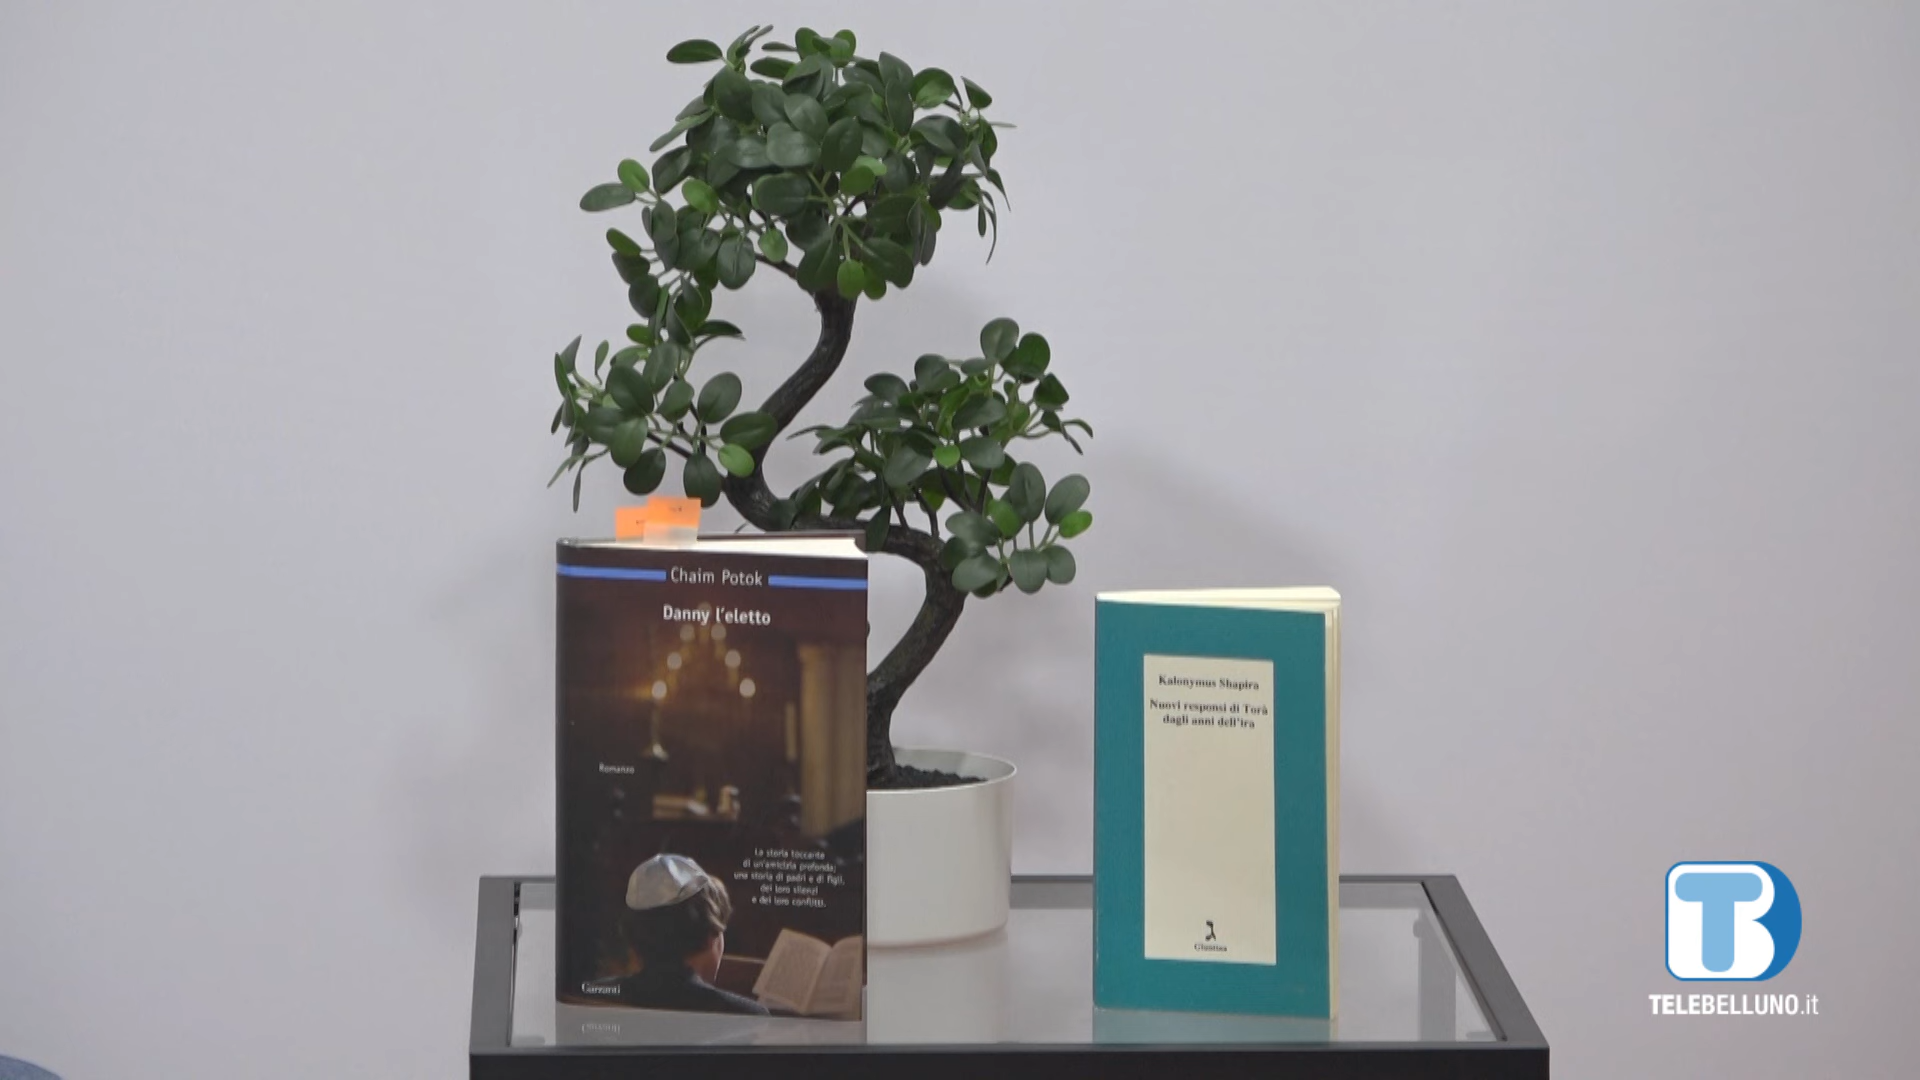 Chaim Potok
Danny l'eletto
Romanzo
La storia toccante
di un'amicizia profonda;
una storia di padri e di figli,
dei loro silenzi
e dei loro conflitti.
Garzanti
Kalonymus Shapira
Nuovi responsi di Torà
dagli anni dell'ira
Giuntina
TB
TELEBELLUNO.it